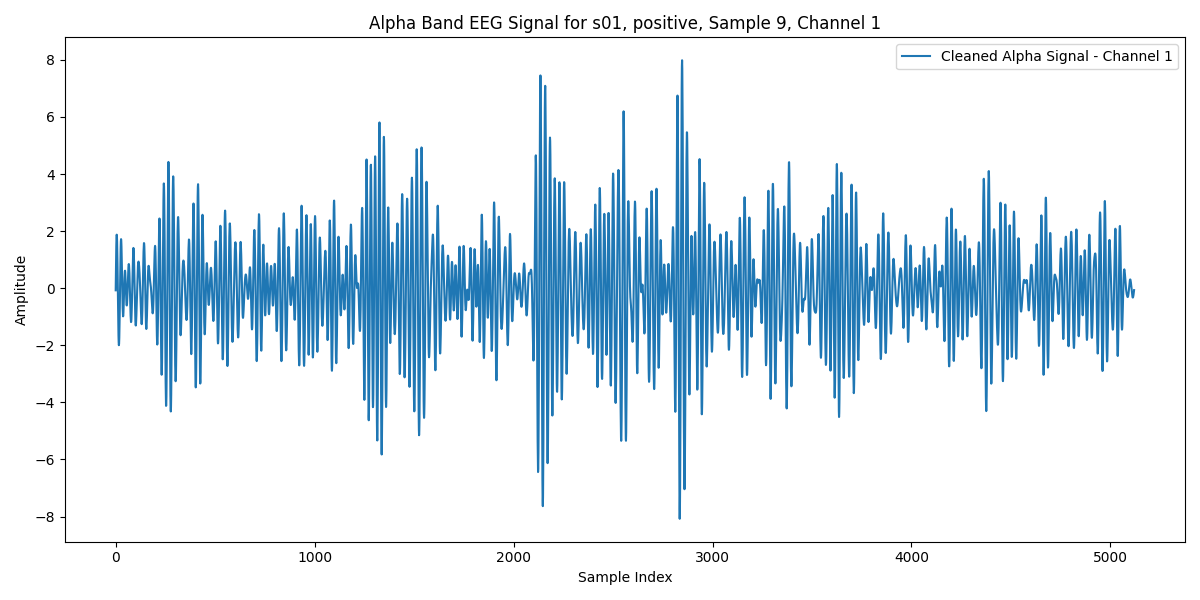 Alpha Band EEG Signal for s01, positive, Sample 9, Channel 1
Cleaned Alpha Signal - Channel 1
Amplitude
8
6
4
2
0
−2
−4
−6
−8
0 1000 2000 3000 4000 5000
Sample Index